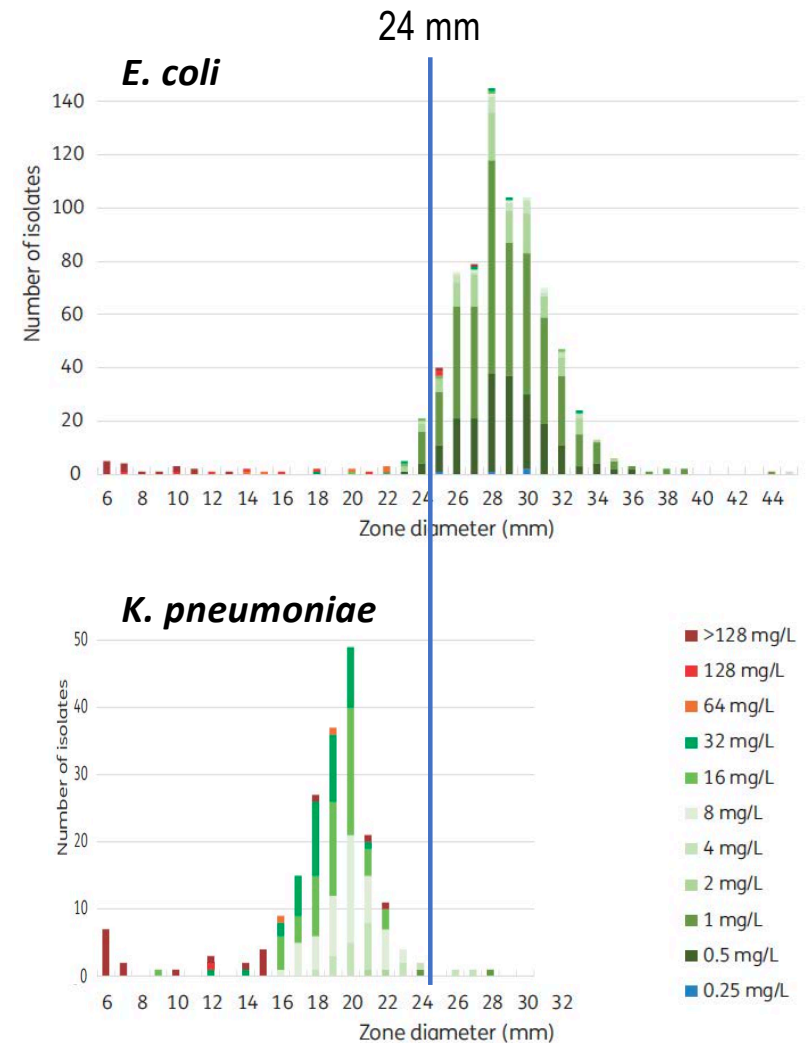 24 mm
E. coli
Number of isolates
140
120
100
80
60
40
20
0
6 8 10 12 14 16 18 20 22 24 26 28 30 32 34 36 38 40 42 44
Zone diameter (mm)
K. pneumoniae
Number of isolates
50
40
30
20
10
0
6 8 10 12 14 16 18 20 22 24 26 28 30 32
Zone diameter (mm)
>128 mg/L
128 mg/L
64 mg/L
32 mg/L
16 mg/L
8 mg/L
4 mg/L
2 mg/L
1 mg/L
0.5 mg/L
0.25 mg/L